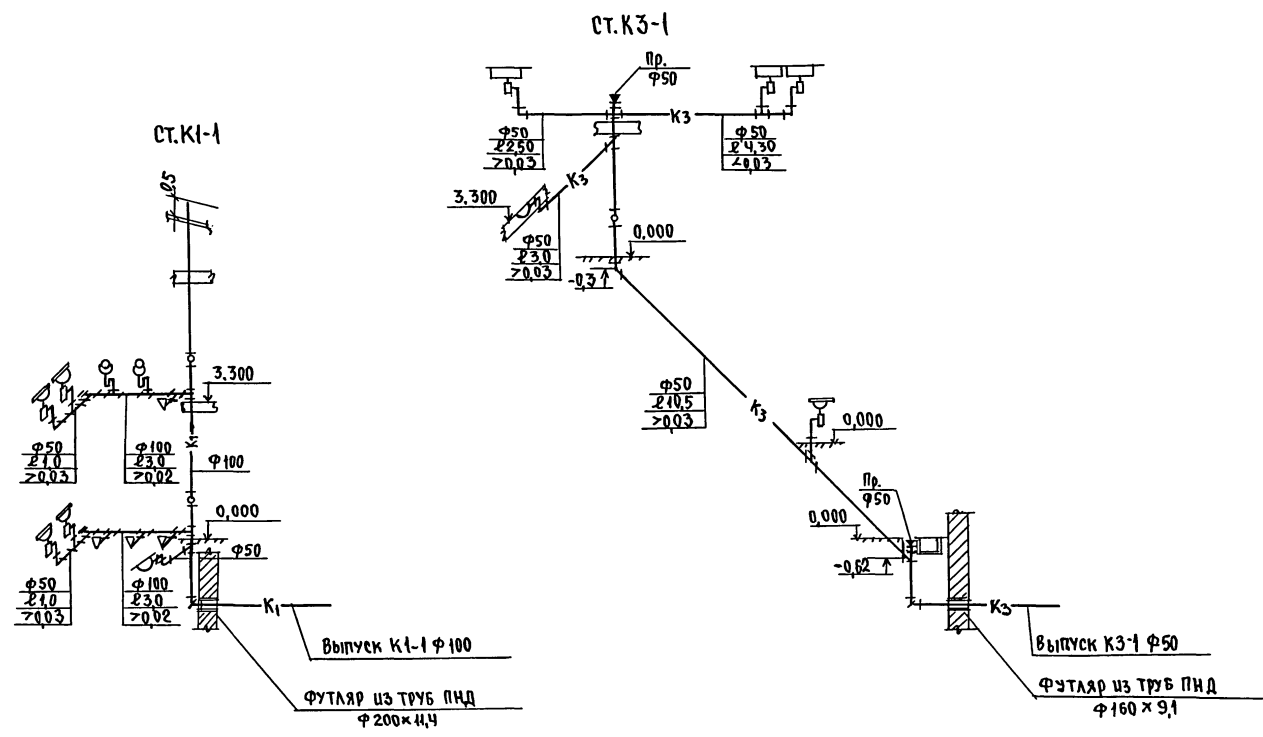 СТ.К3-1
Пр.
Ф50
К3
Ф50
ℓ2,50
>0,03
Ф50
ℓ4,30
<0,03
СТ.К1-1
0,5
К3
3,300
Ф50
ℓ3,0
>0,03
0,000
-0,3
3,300
Ф50
ℓ10,5
>0,03
К3
0,000
К1
Ф50
ℓ1,0
>0,03
Ф100
ℓ3,0
>0,02
Ф100
Пр.
Ф50
0,000
0,000
Ф50
-0,62
Ф50
ℓ1,0
>0,03
Ф100
ℓ3,0
>0,02
К1
К3
ВЫПУСК К1-1 Ф100
ВЫПУСК К3-1 Ф50
ФУТЛЯР ИЗ ТРУБ ПНД
Ф200×11,4
ФУТЛЯР ИЗ ТРУБ ПНД
Ф160×9,1